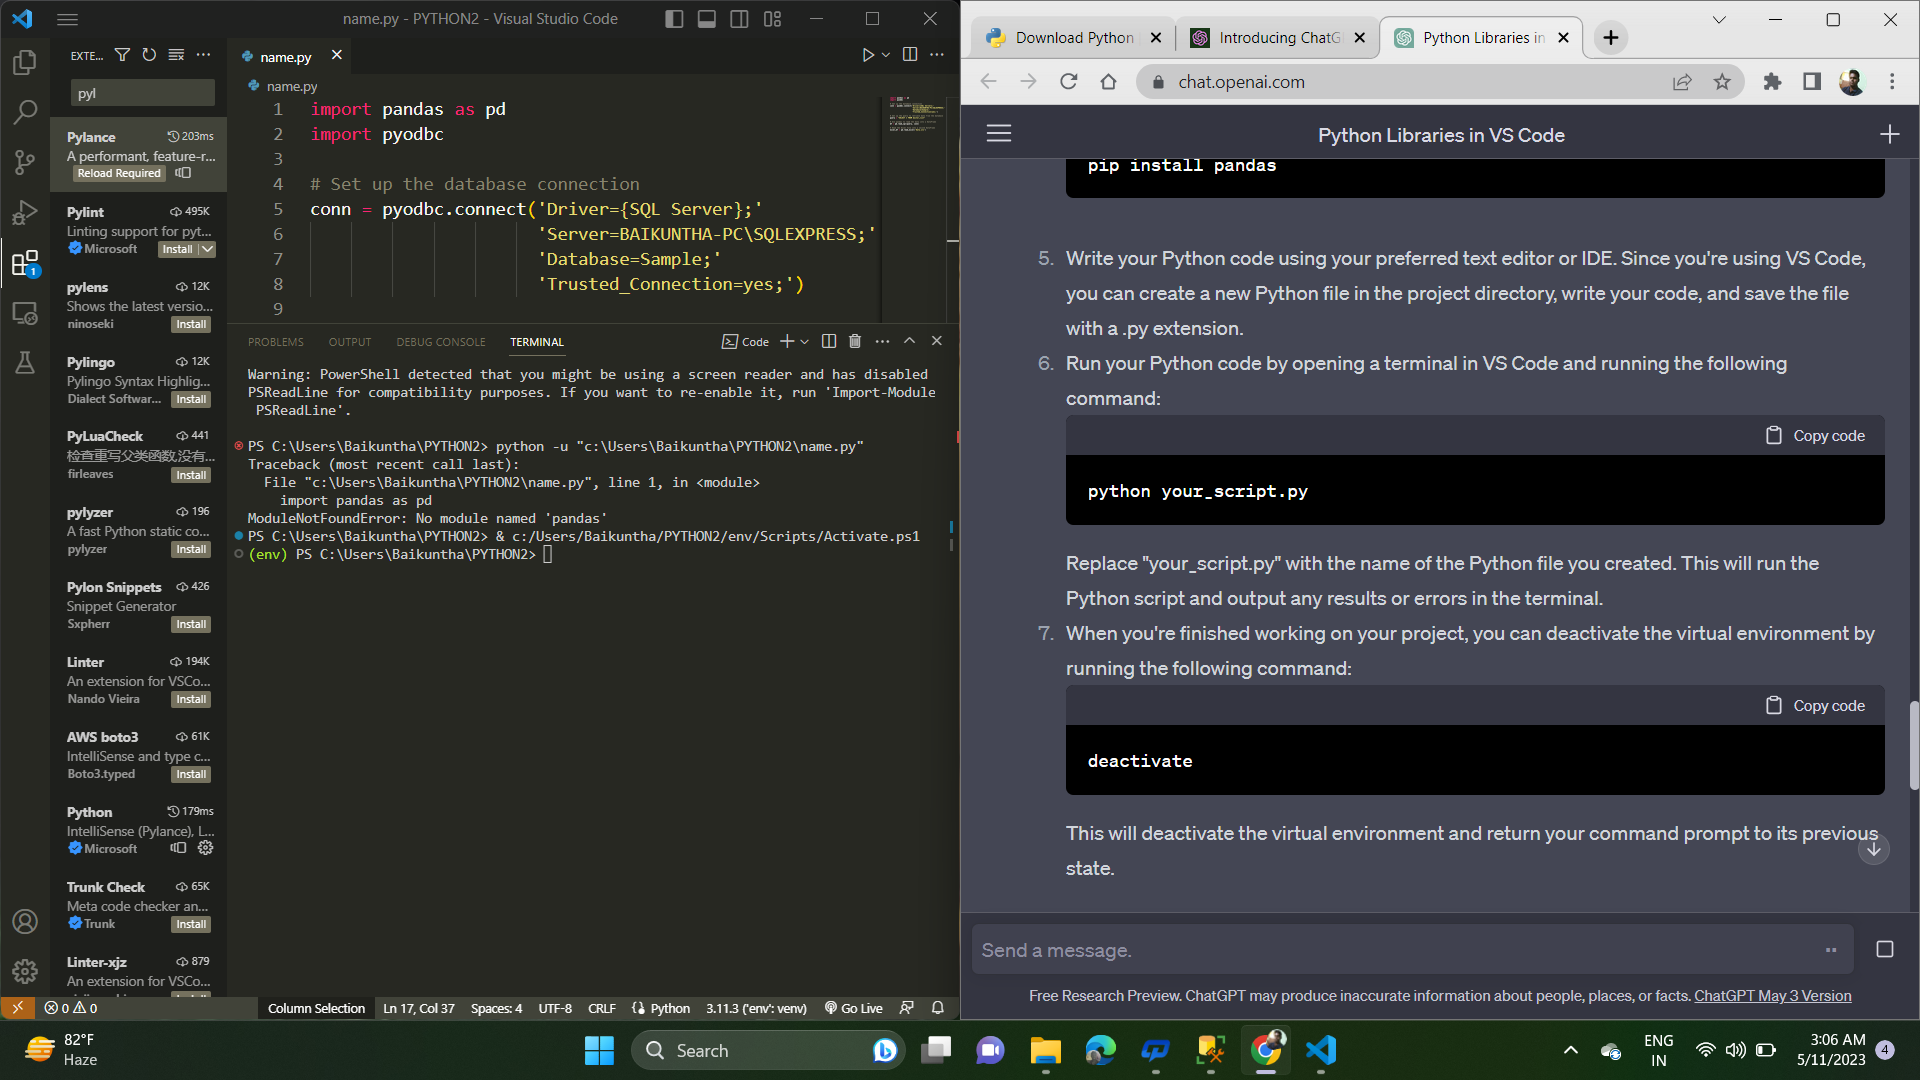 name.py - PYTHON2 - Visual Studio Code
EXTE...
pyl
Pylance
203ms
A performant, feature-r...
Reload Required
Pylint
495K
Linting support for pyt...
Microsoft
Install
pylens
12K
Shows the latest versio...
ninoseki
Install
Pylingo
12K
Pylingo Syntax Highlig...
Dialect Softwar...
Install
PyLuaCheck
441
检查重写父类函数,没有...
firleaves
Install
pylyzer
196
A fast Python static co...
pylyzer
Install
Pylon Snippets
426
Snippet Generator
Sxpherr
Install
Linter
194K
An extension for VSCo...
Nando Vieira
Install
AWS boto3
61K
IntelliSense and type c...
Boto3.typed
Install
Python
179ms
IntelliSense (Pylance), L...
Microsoft
Trunk Check
65K
Meta code checker an...
Trunk
Install
Linter-xjz
879
An extension for VSCo...
1
name.py
name.py
1 import pandas as pd
2 import pyodbc
3
4 # Set up the database connection
5 conn = pyodbc.connect('Driver={SQL Server};'
6 'Server=BAIKUNTHA-PC\SQLEXPRESS;'
7 'Database=Sample;'
8 'Trusted_Connection=yes;')
9
PROBLEMS OUTPUT DEBUG CONSOLE TERMINAL Code
Warning: PowerShell detected that you might be using a screen reader and has disabled
PSReadLine for compatibility purposes. If you want to re-enable it, run 'Import-Module
PSReadLine'.
PS C:\Users\Baikuntha\PYTHON2> python -u "c:\Users\Baikuntha\PYTHON2\name.py"
Traceback (most recent call last):
File "c:\Users\Baikuntha\PYTHON2\name.py", line 1, in <module>
import pandas as pd
ModuleNotFoundError: No module named 'pandas'
PS C:\Users\Baikuntha\PYTHON2> & c:/Users/Baikuntha/PYTHON2/env/Scripts/Activate.ps1
(env) PS C:\Users\Baikuntha\PYTHON2>
0 0 Column Selection Ln 17, Col 37 Spaces: 4 UTF-8 CRLF Python 3.11.3 ('env': venv) Go Live
Download Python
Introducing ChatG
Python Libraries in
chat.openai.com
Python Libraries in VS Code
pip install pandas
5. Write your Python code using your preferred text editor or IDE. Since you're using VS Code,
you can create a new Python file in the project directory, write your code, and save the file
with a .py extension.
6. Run your Python code by opening a terminal in VS Code and running the following
command:
Copy code
python your_script.py
Replace "your_script.py" with the name of the Python file you created. This will run the
Python script and output any results or errors in the terminal.
7. When you're finished working on your project, you can deactivate the virtual environment by
running the following command:
Copy code
deactivate
This will deactivate the virtual environment and return your command prompt to its previous
state.
Send a message.
Free Research Preview. ChatGPT may produce inaccurate information about people, places, or facts. ChatGPT May 3 Version
82°F
Haze
Search
ENG
IN
3:06 AM
5/11/2023
4